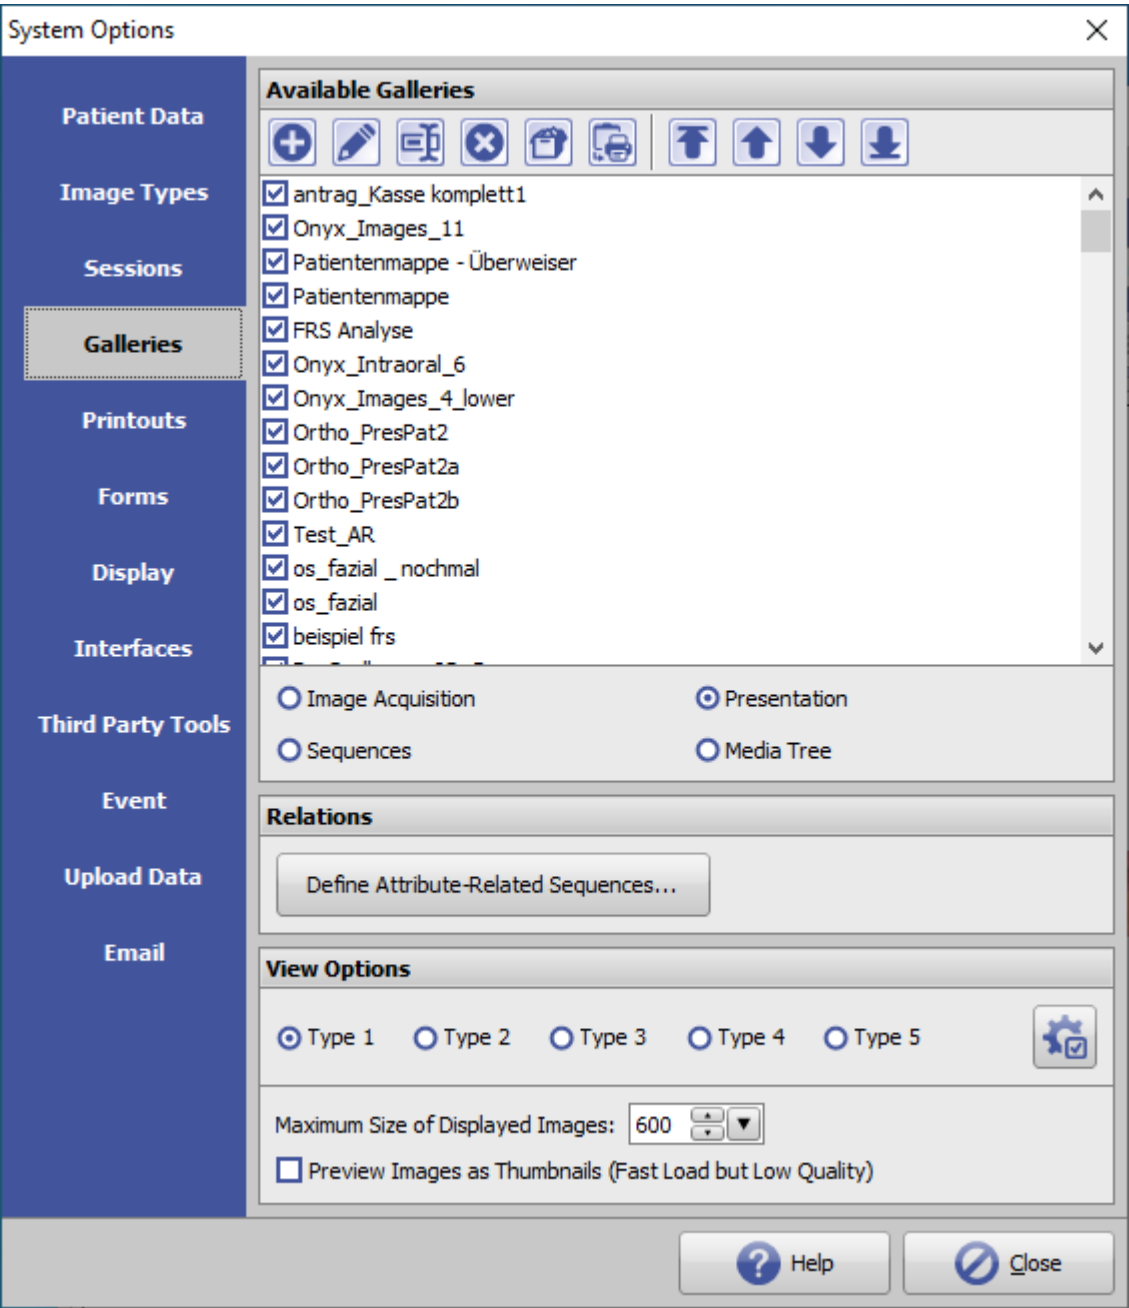 System Options
Patient Data
Image Types
Sessions
Galleries
Printouts
Forms
Display
Interfaces
Third Party Tools
Event
Upload Data
Email
Available Galleries
antrag_Kasse komplett1
Onyx_Images_11
Patientenmappe - Überweiser
Patientenmappe
FRS Analyse
Onyx_Intraoral_6
Onyx_Images_4_lower
Ortho_PresPat2
Ortho_PresPat2a
Ortho_PresPat2b
Test_AR
os_fazial _ nochmal
os_fazial
beispiel frs
Image Acquisition Presentation
Sequences Media Tree
Relations
Define Attribute-Related Sequences...
View Options
Type 1 Type 2 Type 3 Type 4 Type 5
Maximum Size of Displayed Images: 600
Preview Images as Thumbnails (Fast Load but Low Quality)
Help Close